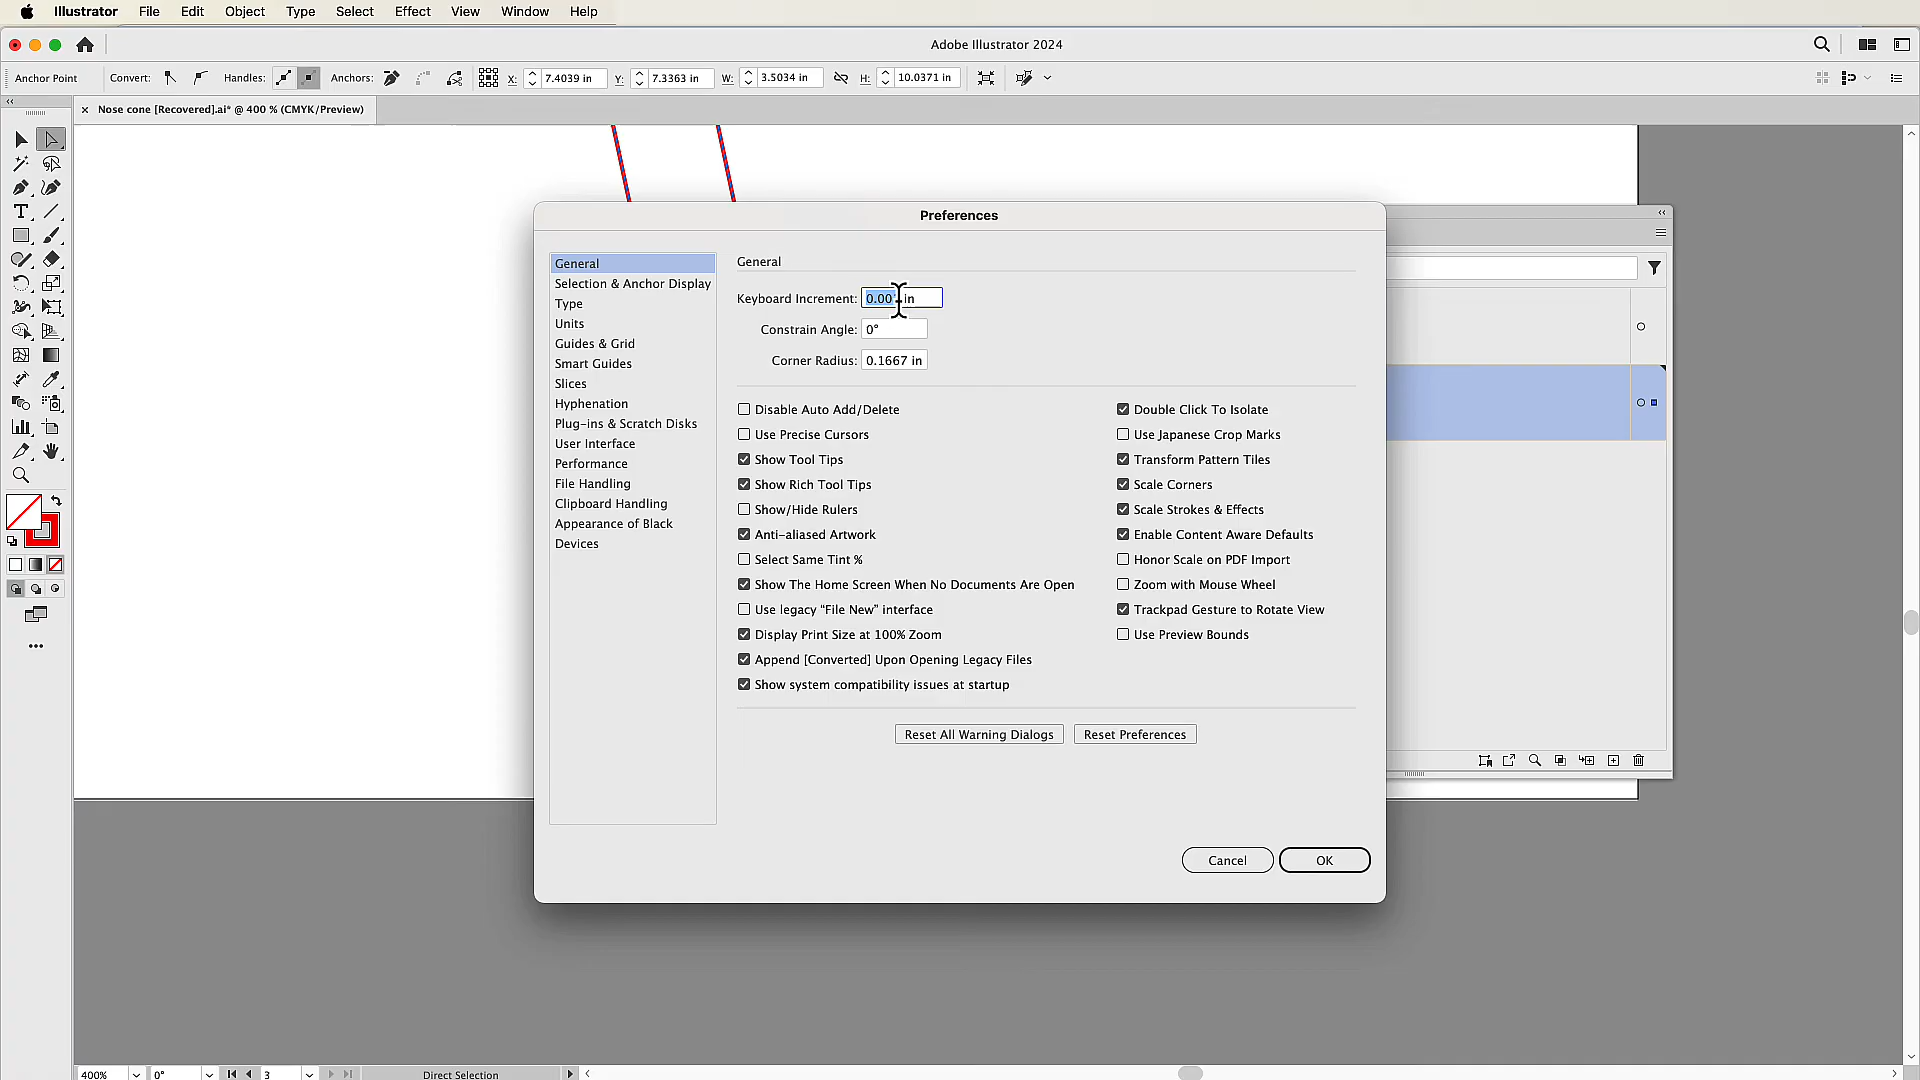 Illustrator File Edit Object Type Select Effect View Window Help
Adobe Illustrator 2024
Anchor Point Convert: Handles: Anchors: X: 7.4039 in Y: 7.3363 in W: 3.5034 in H: 10.0371 in
× Nose cone [Recovered].ai* @ 400 % (CMYK/Preview)
Preferences
General
Selection & Anchor Display
Type
Units
Guides & Grid
Smart Guides
Slices
Hyphenation
Plug-ins & Scratch Disks
User Interface
Performance
File Handling
Clipboard Handling
Appearance of Black
Devices
General
Keyboard Increment: in
Constrain Angle: 0°
Corner Radius: 0.1667 in
Disable Auto Add/Delete
Use Precise Cursors
Show Tool Tips
Show Rich Tool Tips
Show/Hide Rulers
Anti-aliased Artwork
Select Same Tint %
Show The Home Screen When No Documents Are Open
Use legacy “File New” interface
Display Print Size at 100% Zoom
Append [Converted] Upon Opening Legacy Files
Show system compatibility issues at startup
Double Click To Isolate
Use Japanese Crop Marks
Transform Pattern Tiles
Scale Corners
Scale Strokes & Effects
Enable Content Aware Defaults
Honor Scale on PDF Import
Zoom with Mouse Wheel
Trackpad Gesture to Rotate View
Use Preview Bounds
Reset All Warning Dialogs Reset Preferences
Cancel OK
400% 0° 3 Direct Selection